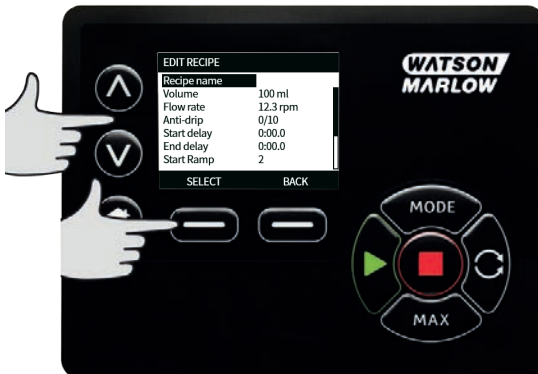 EDIT RECIPE
Recipe name
Volume 100 ml
Flow rate 12.3 rpm
Anti-drip 0/10
Start delay 0:00.0
End delay 0:00.0
Start Ramp 2
SELECT BACK
WATSON
MARLOW
MODE
MAX